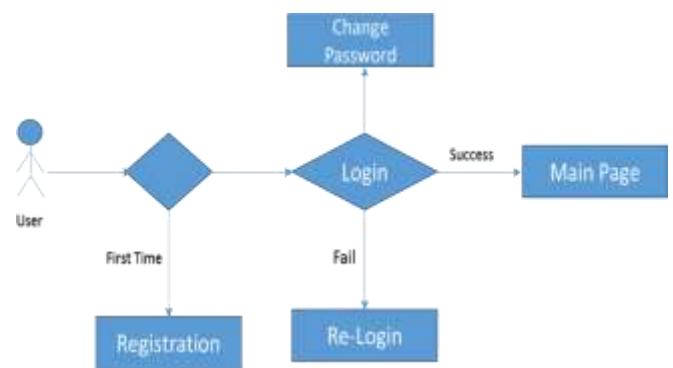 Change
Password
Login
Success
Main Page
User
First Time
Fail
Registration
Re-Login